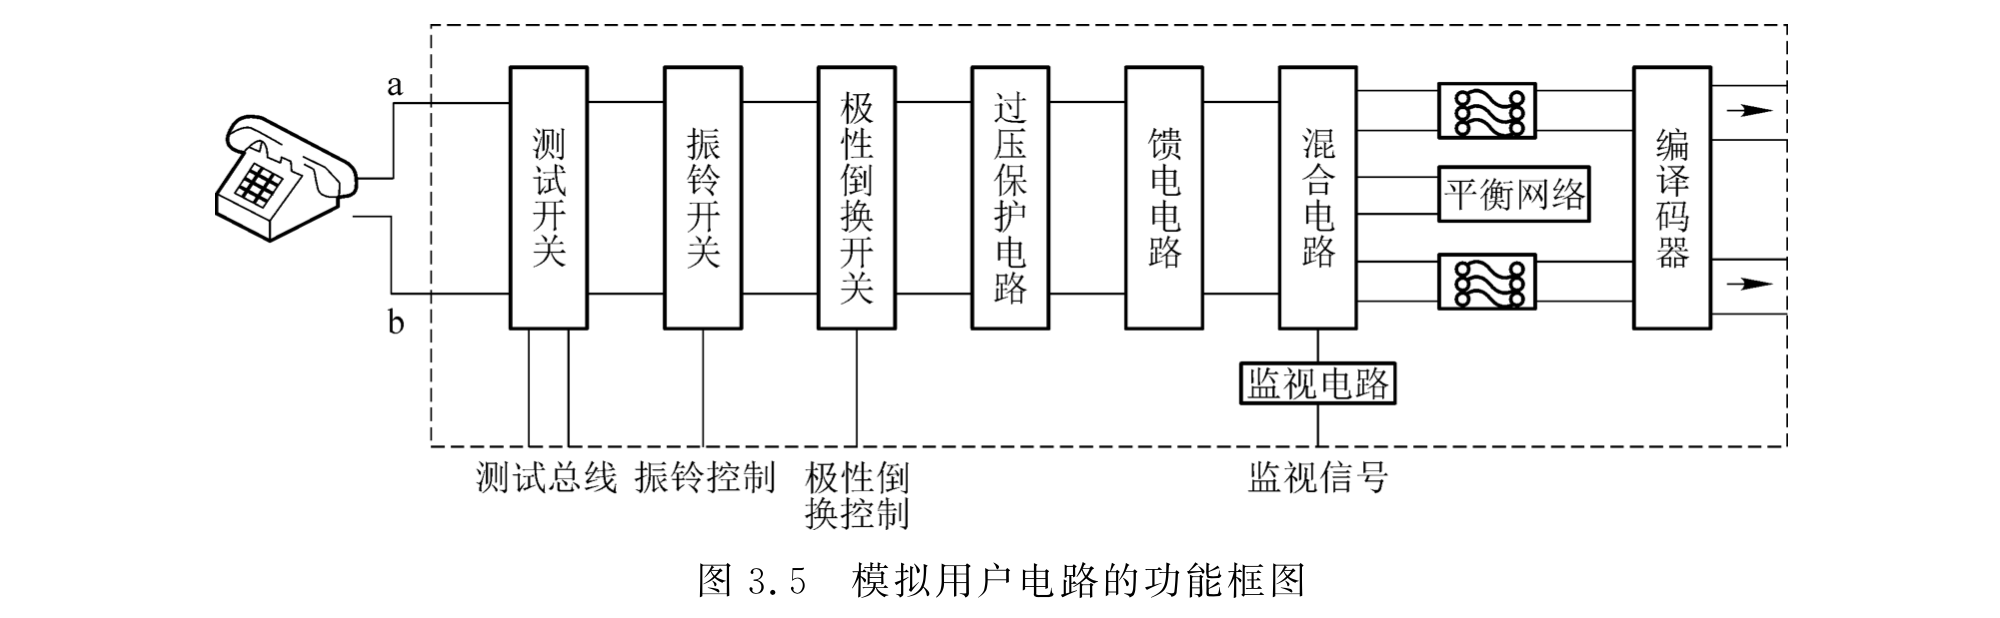 a
b
测试开关
振铃开关
极性倒换开关
过压保护电路
馈电电路
混合电路
平衡网络
编译码器
监视电路
测试总线
振铃控制
极性倒
换控制
监视信号
图 3.5 模拟用户电路的功能框图